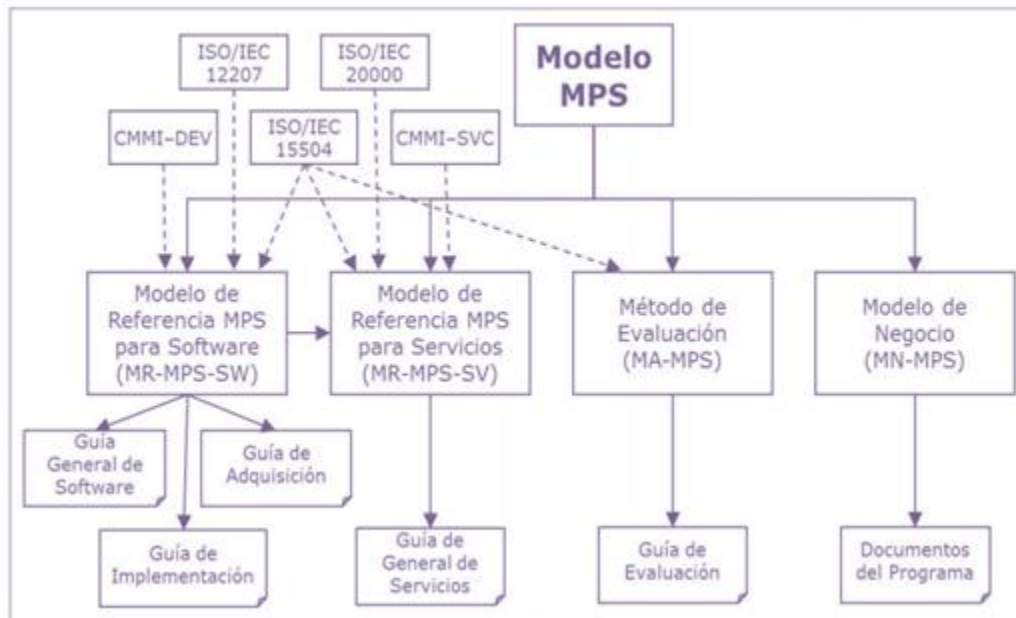 ISO/IEC
12207
ISO/IEC
20000
Modelo
MPS
CMMI-DEV
ISO/IEC
15504
CMMI-SVC
Modelo de
Referencia MPS
para Software
(MR-MPS-SW)
Modelo de
Referencia MPS
para Servicios
(MR-MPS-SV)
Método de
Evaluación
(MA-MPS)
Modelo de
Negocio
(MN-MPS)
Guía
General de
Software
Guía de
Adquisición
Guía de
Implementación
Guía de
General de
Servicios
Guía de
Evaluación
Documentos
del Programa